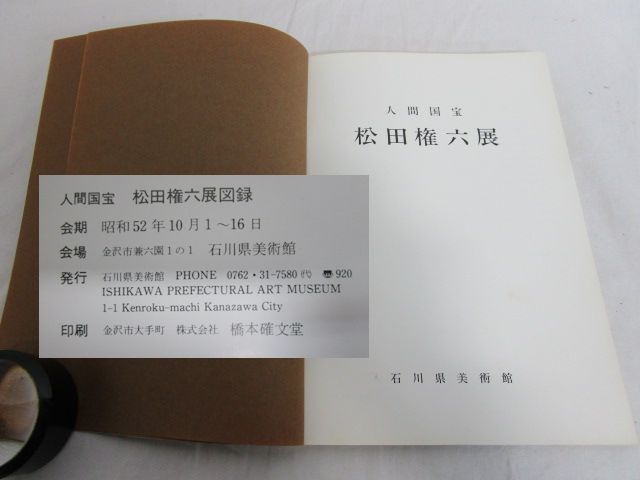 人間国宝
松田権六展
石川県美術館
人間国宝 松田権六展図録
会期 昭和52年10月1〜16日
会場 金沢市兼六園1の1 石川県美術館
発行 石川県美術館 PHONE 0762・31-7580㈹ ☎920
ISHIKAWA PREFECTURAL ART MUSEUM
1-1 Kenroku-machi Kanazawa City
印刷 金沢市大手町 株式会社 橋本確文堂